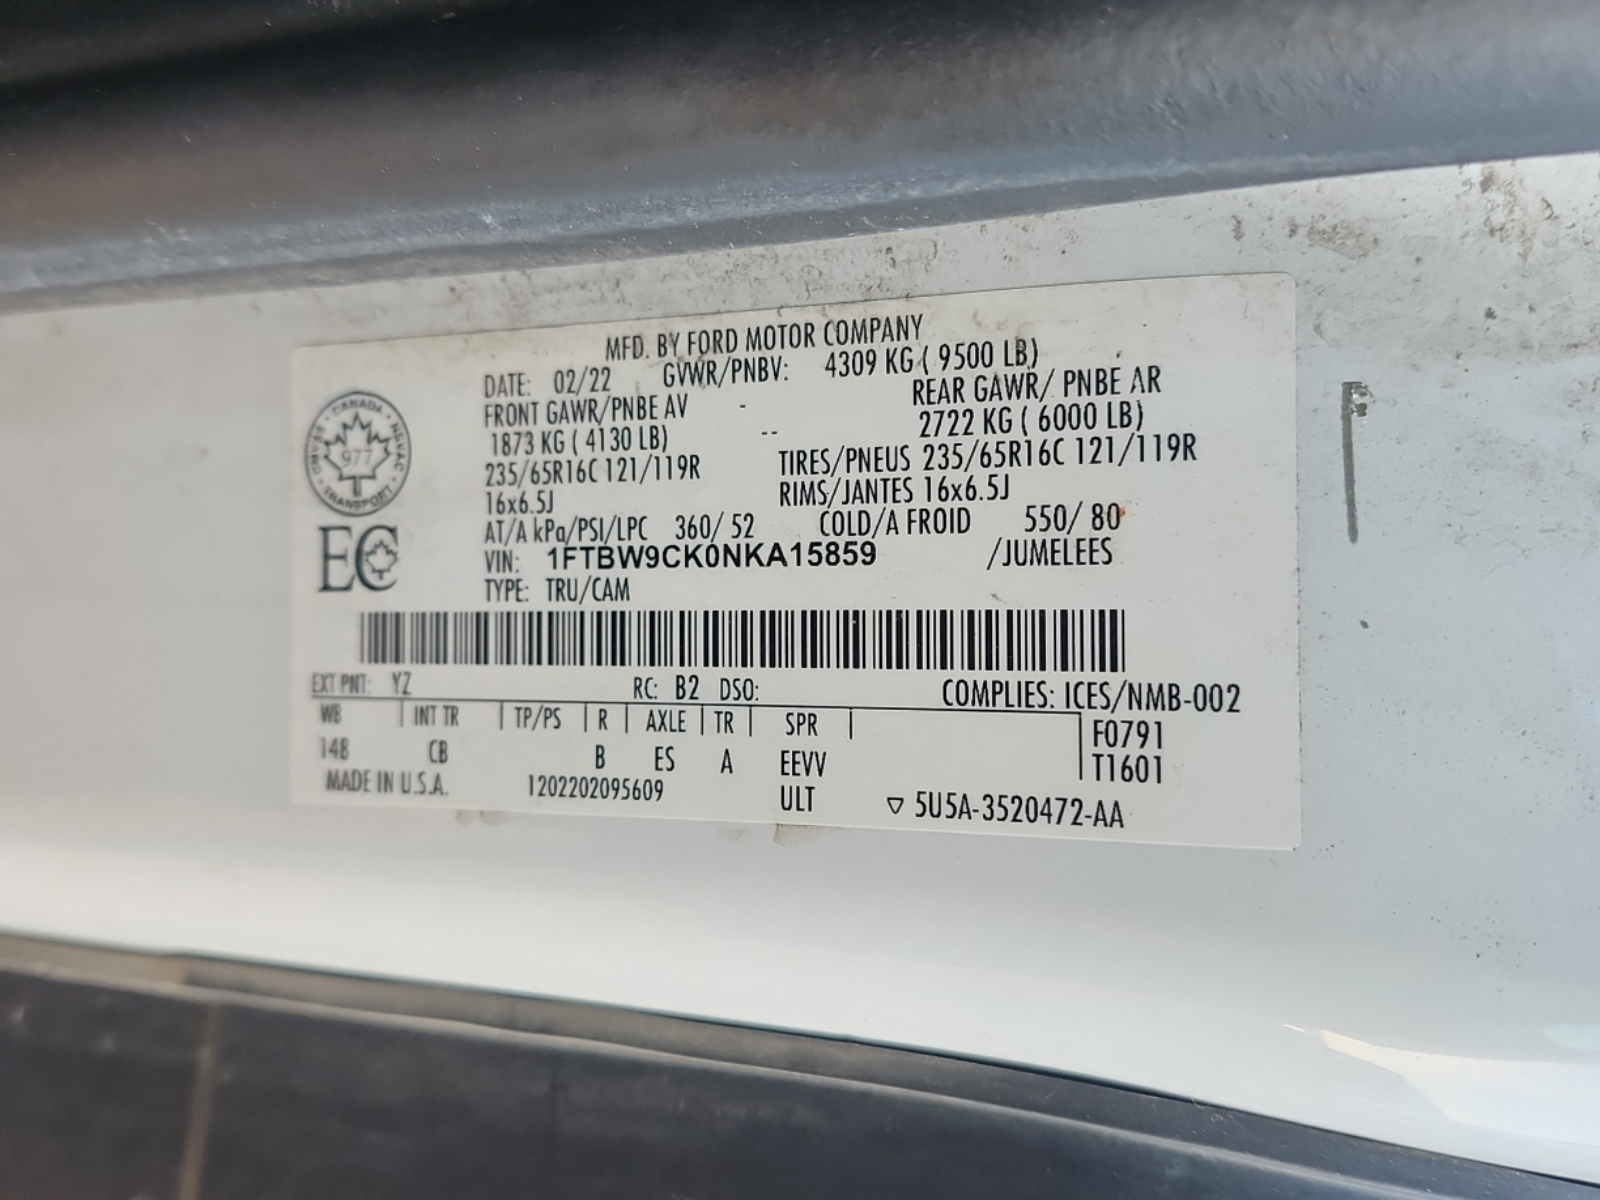 MFD. BY FORD MOTOR COMPANY
DATE: 02/22 GVWR/PNBV: 4309 KG ( 9500 LB)
FRONT GAWR/PNBE AV - REAR GAWR/ PNBE AR
1873 KG ( 4130 LB) -- 2722 KG ( 6000 LB)
235/65R16C 121/119R TIRES/PNEUS 235/65R16C 121/119R
16x6.5J RIMS/JANTES 16x6.5J
AT/A kPa/PSI/LPC 360/ 52 COLD/A FROID 550/ 80
VIN: 1FTBW9CK0NKA15859 /JUMELEES
TYPE: TRU/CAM
CANADA
977
TRANSPORT
EC
EXT PNT: YZ RC: B2 DSO: COMPLIES: ICES/NMB-002
WB | INT TR | TP/PS | R | AXLE | TR | SPR | F0791
148 CB B ES A EEVV T1601
MADE IN U.S.A. 1202202095609 ULT ▽ 5U5A-3520472-AA